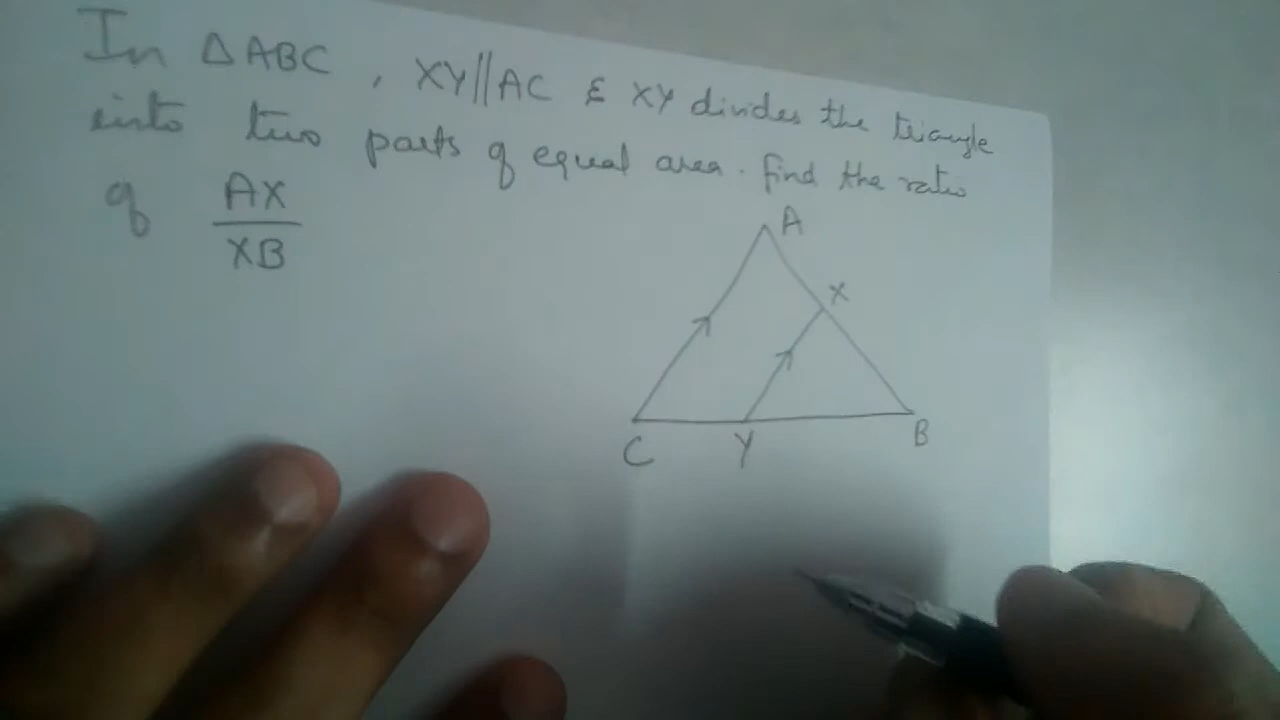 In △ABC, XY||AC & XY divides the triangle
into two parts of equal area. find the ratio
of AX
XB
A
X
C
Y
B